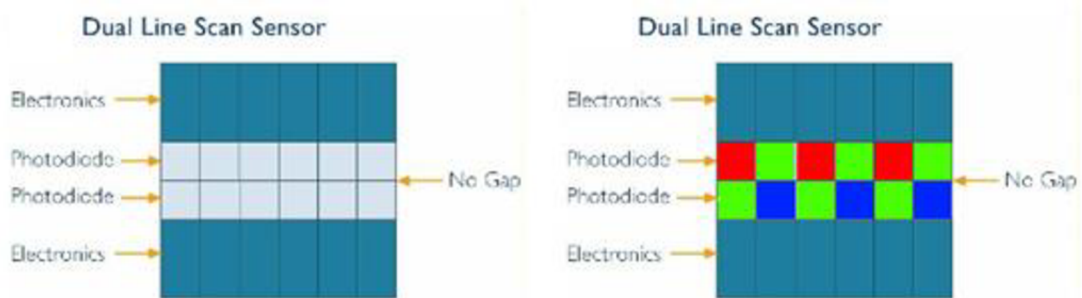 Dual Line Scan Sensor
Electronics
Photodiode
Photodiode
No Gap
Electronics
Dual Line Scan Sensor
Electronics
Photodiode
Photodiode
No Gap
Electronics